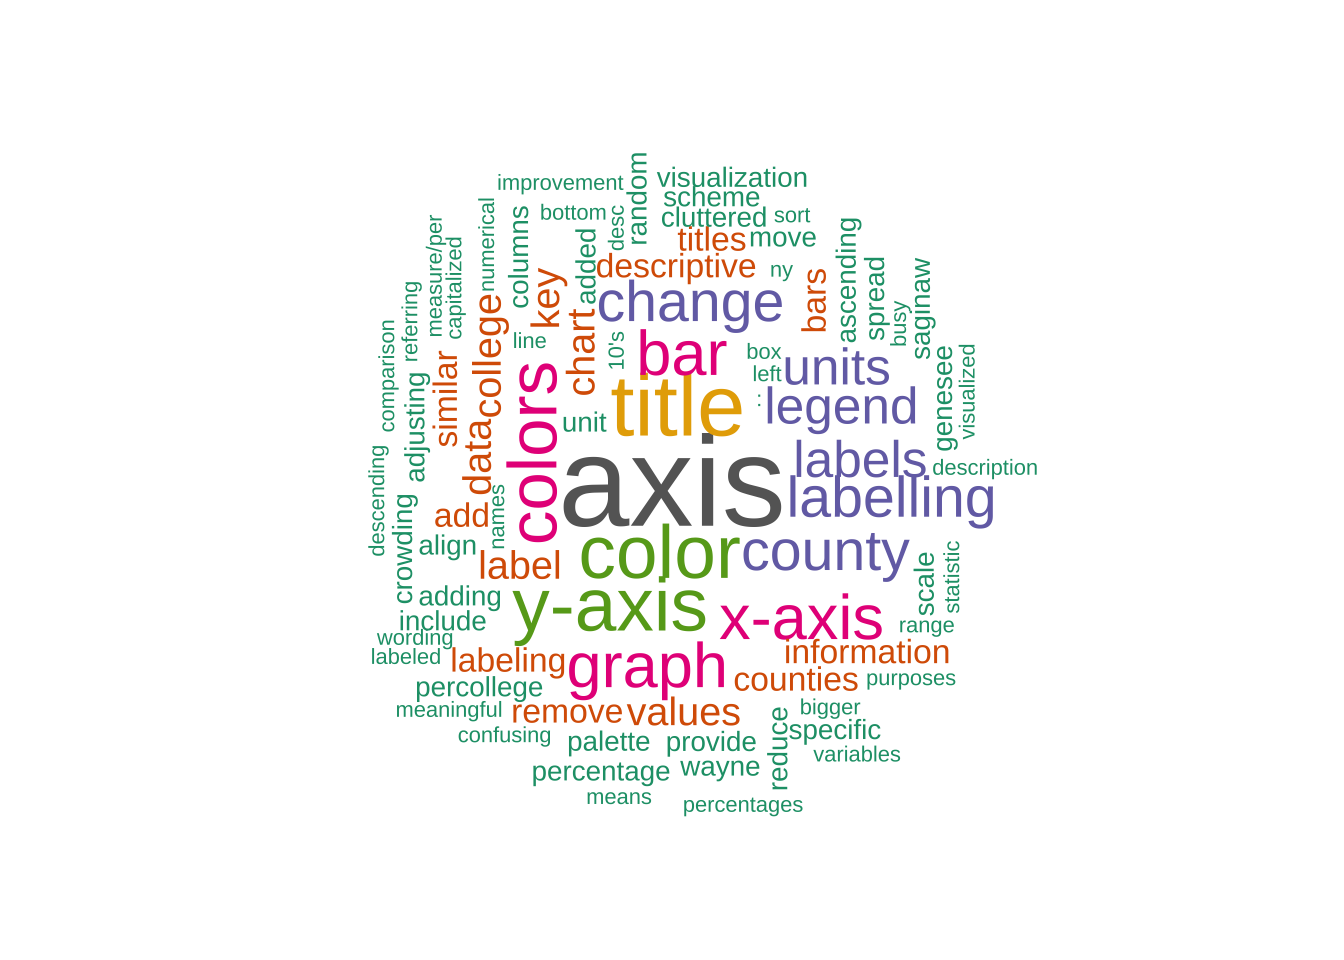 improvement
random
visualization
scheme
cluttered
sort
numerical
columns
bottom
desc
added
titles
move
measure/per
capitalized
descriptive
ny
ascending
spread
saginaw
key
change
bars
busy
referring
college
line
chart
10's
bar
box
left
units
genesee
visualized
comparison
similar
adjusting
colors
unit
title
:
legend
data
axis
labels
description
labelling
descending
crowding
add
names
align
label
color
county
scale
statistic
adding
include
y-axis
x-axis
range
wording
labeled
labeling
graph
information
counties
purposes
percollege
meaningful
remove
values
bigger
confusing
palette
provide
reduce
specific
variables
percentage
wayne
means
percentages